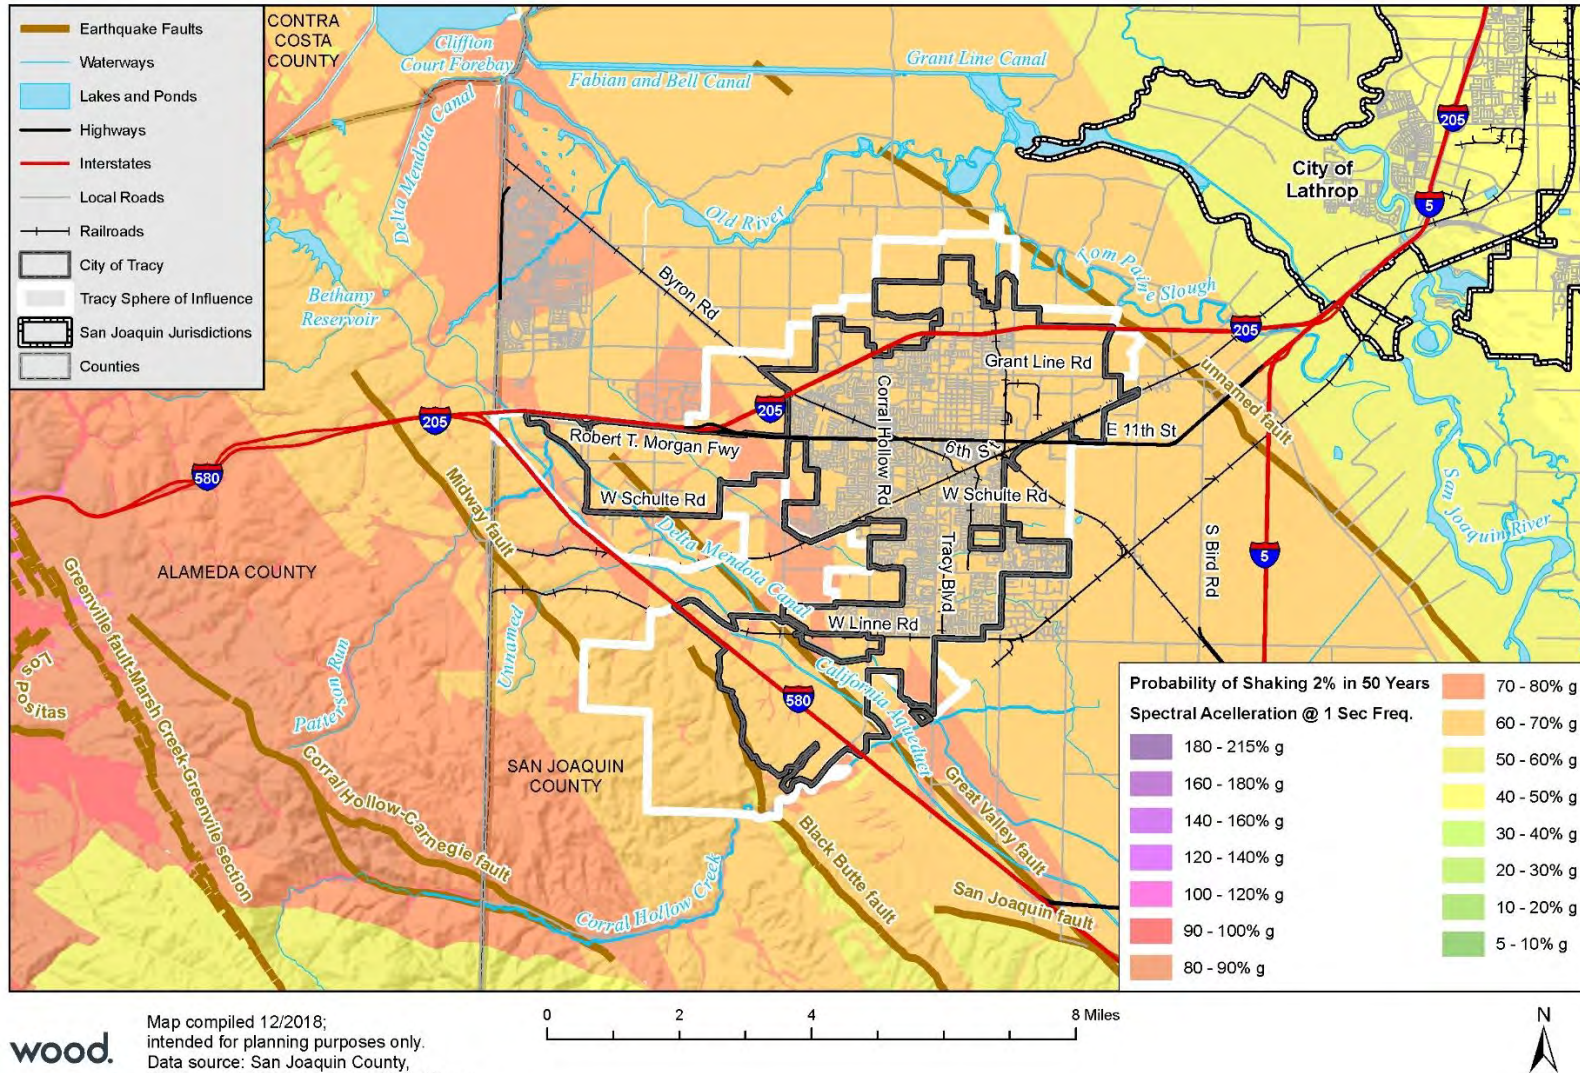 Earthquake Faults
Waterways
Lakes and Ponds
Highways
Interstates
Local Roads
Railroads
City of Tracy
Tracy Sphere of Influence
San Joaquin Jurisdictions
Counties
CONTRA
COSTA
COUNTY
Cliffton
Court Forebay
Delta Mendota Canal
Fabian and Bell Canal
Grant Line Canal
205
City of
Lathrop
5
Old River
Tom Paine Slough
Byron Rd
Bethany
Reservoir
205
Grant Line Rd
unnamed fault
205
205
Corral Hollow Rd
Robert T. Morgan Fwy
6th St
E 11th St
580
Midway fault
W Schulte Rd
W Schulte Rd
San Joaquin River
Delta Mendota Canal
Tracy Blvd
S Bird Rd
5
ALAMEDA COUNTY
Greenville fault-Marsh Creek-Greenvile section
Unnamed
W Linne Rd
Los
Positas
Patterson Run
California Aqueduct
580
Corral Hollow-Carnegie fault
SAN JOAQUIN
COUNTY
Great Valley fault
Black Butte fault
Corral Hollow Creek
San Joaquin fault
Probability of Shaking 2% in 50 Years
Spectral Acelleration @ 1 Sec Freq.
180 - 215% g
160 - 180% g
140 - 160% g
120 - 140% g
100 - 120% g
90 - 100% g
80 - 90% g
70 - 80% g
60 - 70% g
50 - 60% g
40 - 50% g
30 - 40% g
20 - 30% g
10 - 20% g
5 - 10% g
wood.
Map compiled 12/2018;
intended for planning purposes only.
Data source: San Joaquin County,
0 2 4 8 Miles
N